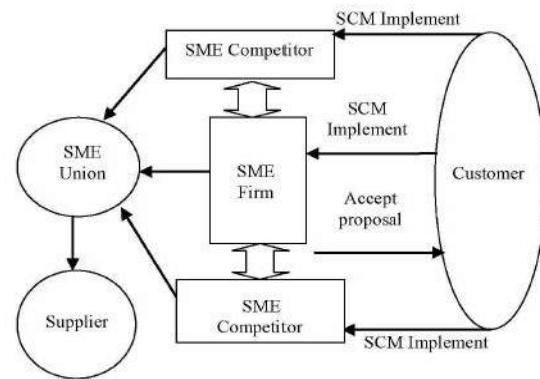 SCM Implement
SME Competitor
SCM
Implement
SME
Union
SME
Firm
Customer
Accept
proposal
Supplier
SME
Competitor
SCM Implement